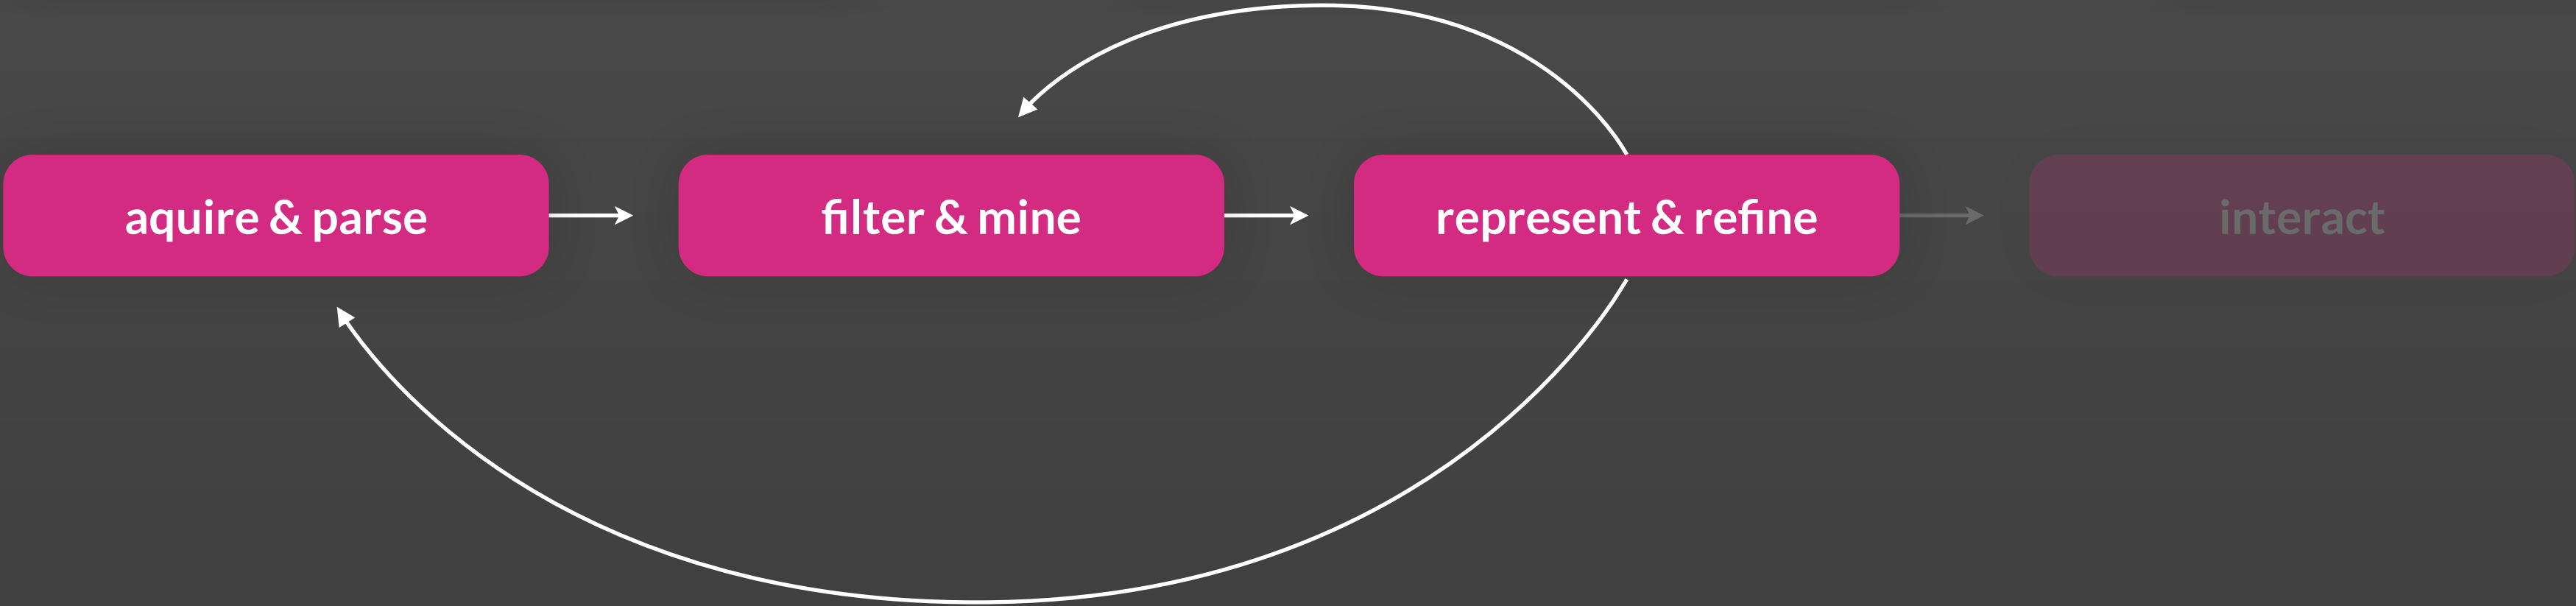 aquire & parse
filter & mine
represent & refine
interact